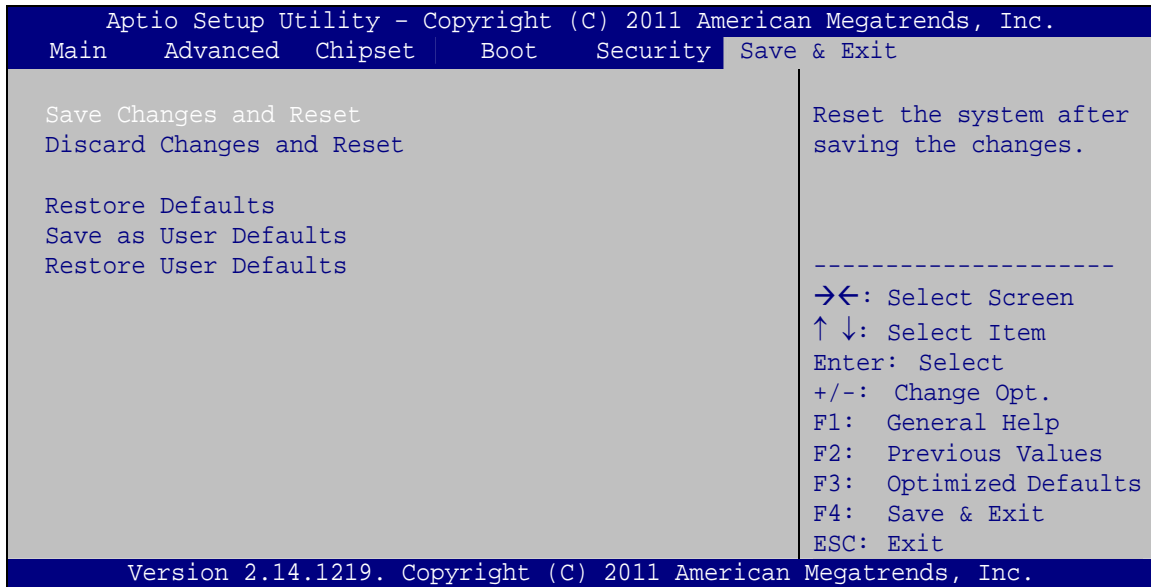 Aptio Setup Utility – Copyright (C) 2011 American Megatrends, Inc.
Main Advanced Chipset Boot Security Save & Exit
Save Changes and Reset
Discard Changes and Reset
Restore Defaults
Save as User Defaults
Restore User Defaults
Reset the system after
saving the changes.
---------------------
→←: Select Screen
↑ ↓: Select Item
Enter: Select
+/-: Change Opt.
F1: General Help
F2: Previous Values
F3: Optimized Defaults
F4: Save & Exit
ESC: Exit
Version 2.14.1219. Copyright (C) 2011 American Megatrends, Inc.